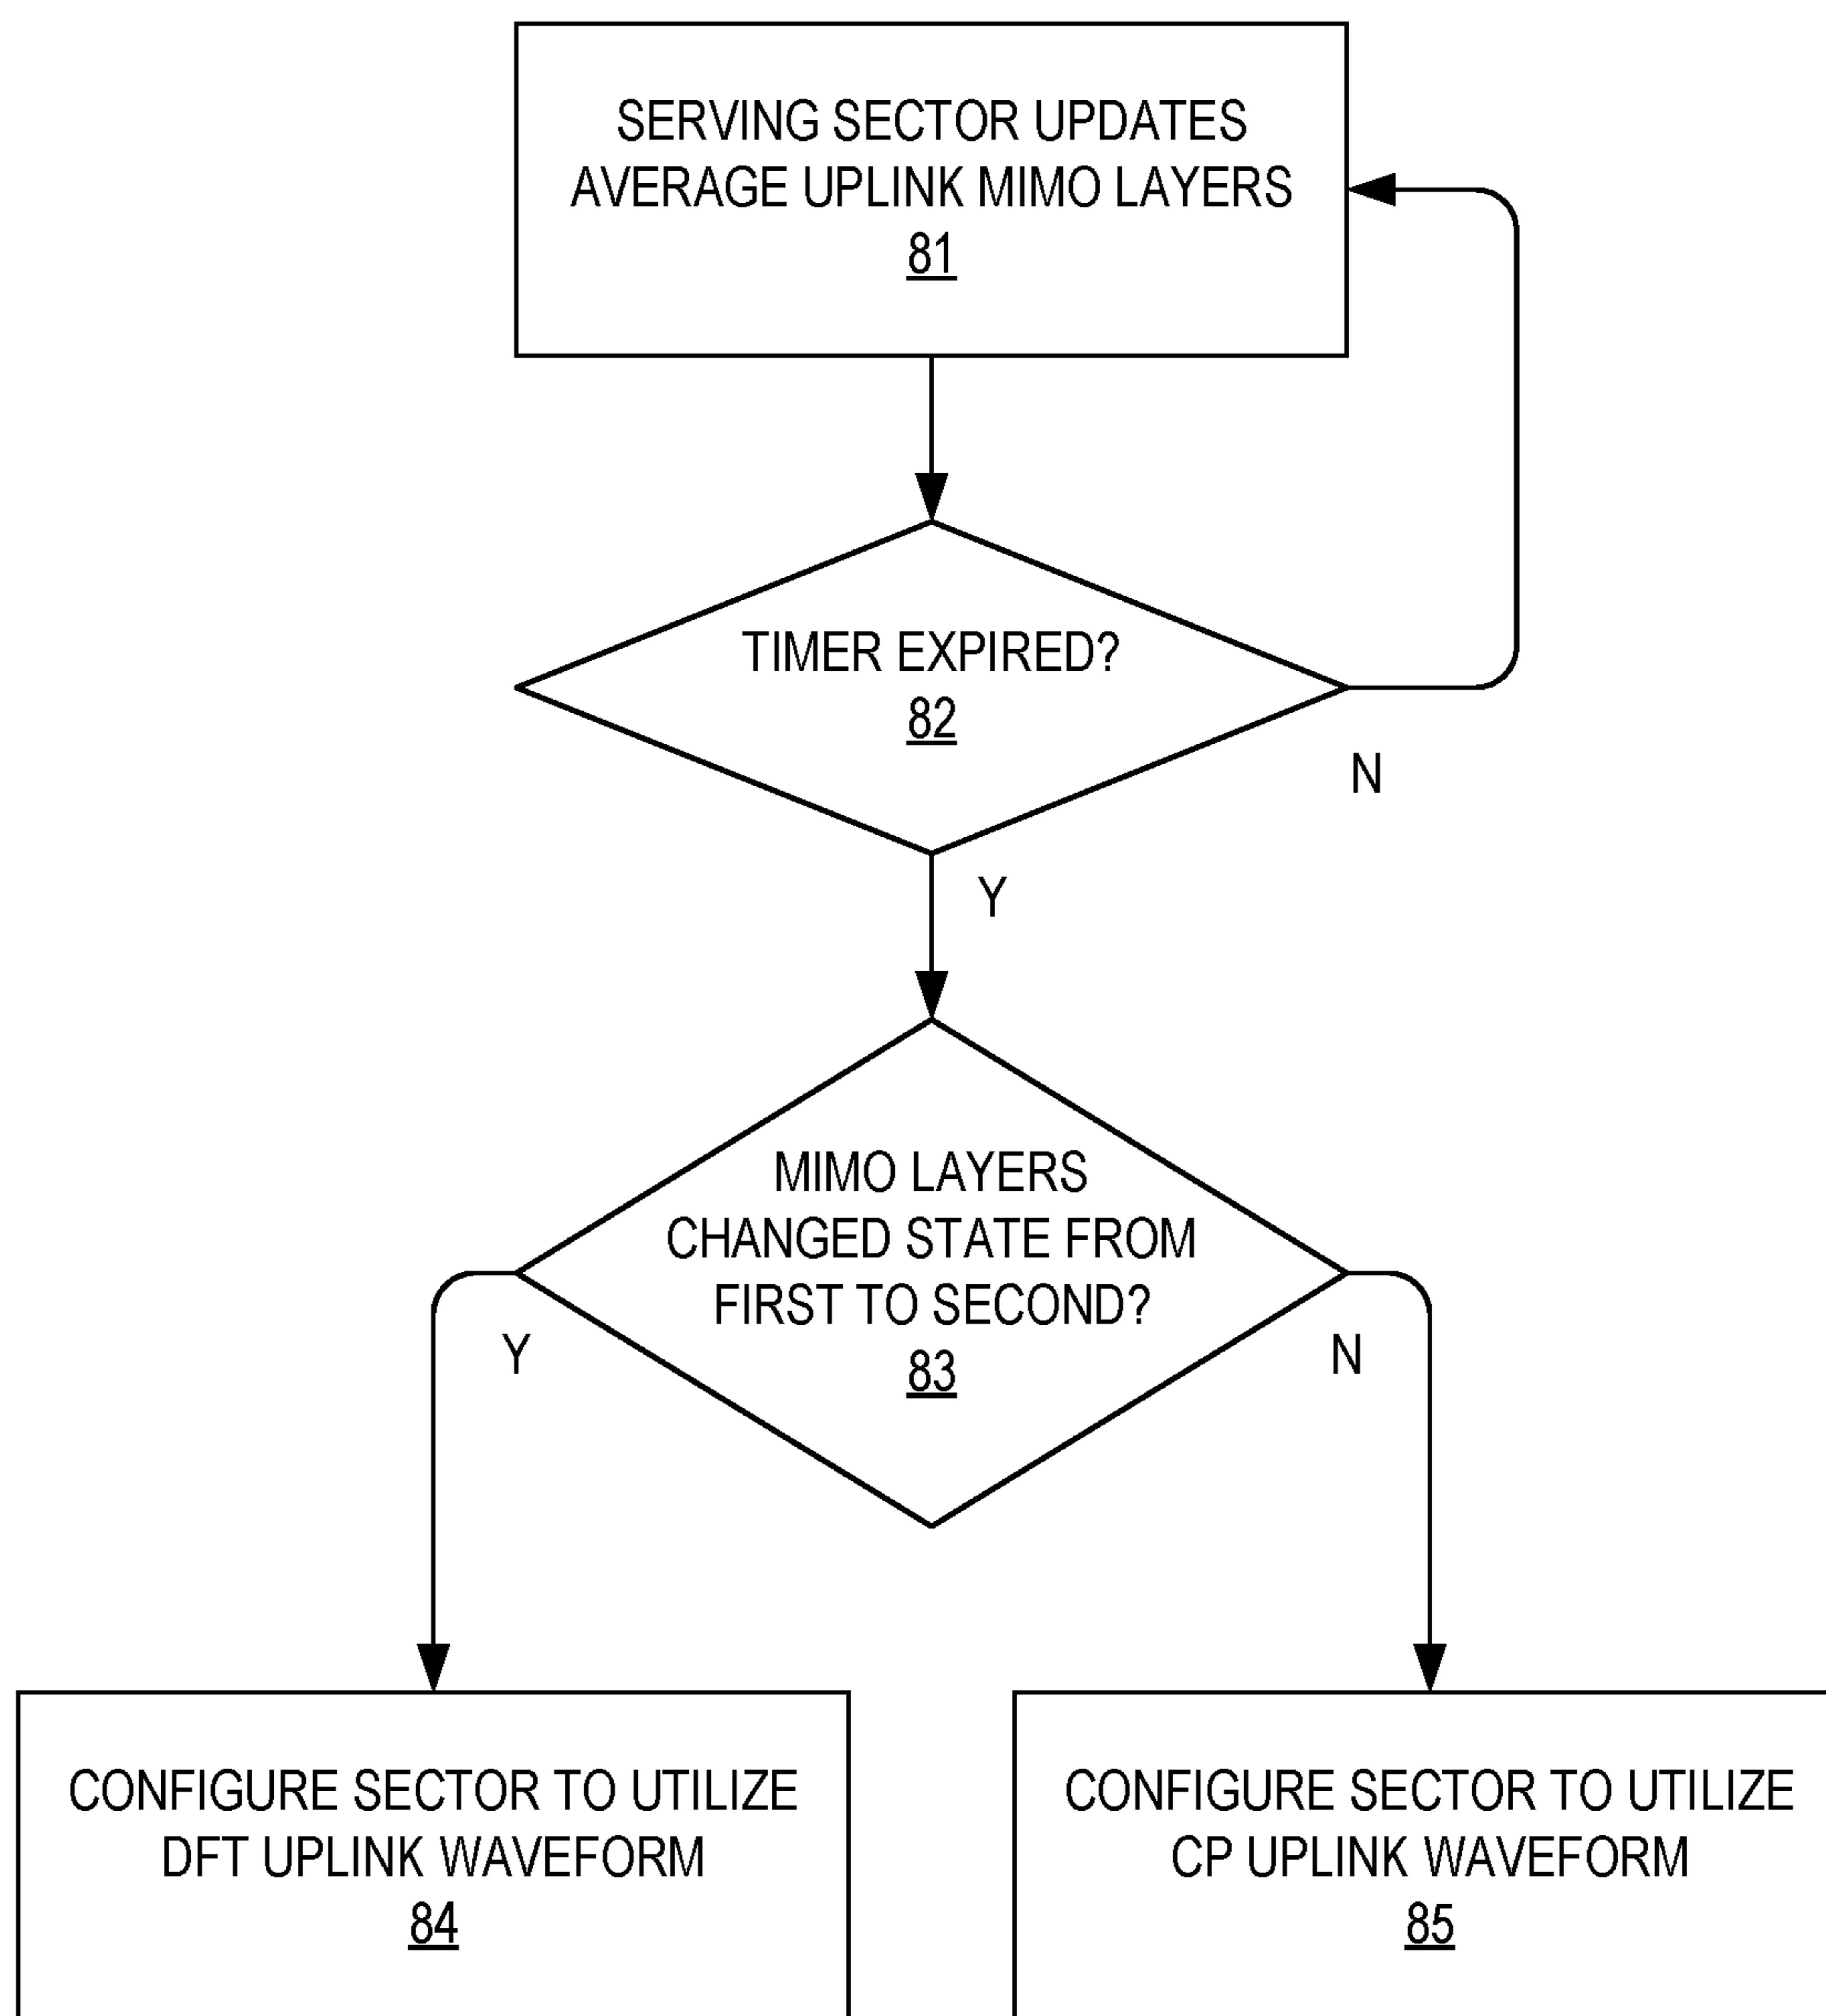 SERVING SECTOR UPDATES
AVERAGE UPLINK MIMO LAYERS
81
TIMER EXPIRED?
82
N
Y
MIMO LAYERS
CHANGED STATE FROM
FIRST TO SECOND?
83
Y
N
CONFIGURE SECTOR TO UTILIZE
DFT UPLINK WAVEFORM
84
CONFIGURE SECTOR TO UTILIZE
CP UPLINK WAVEFORM
85